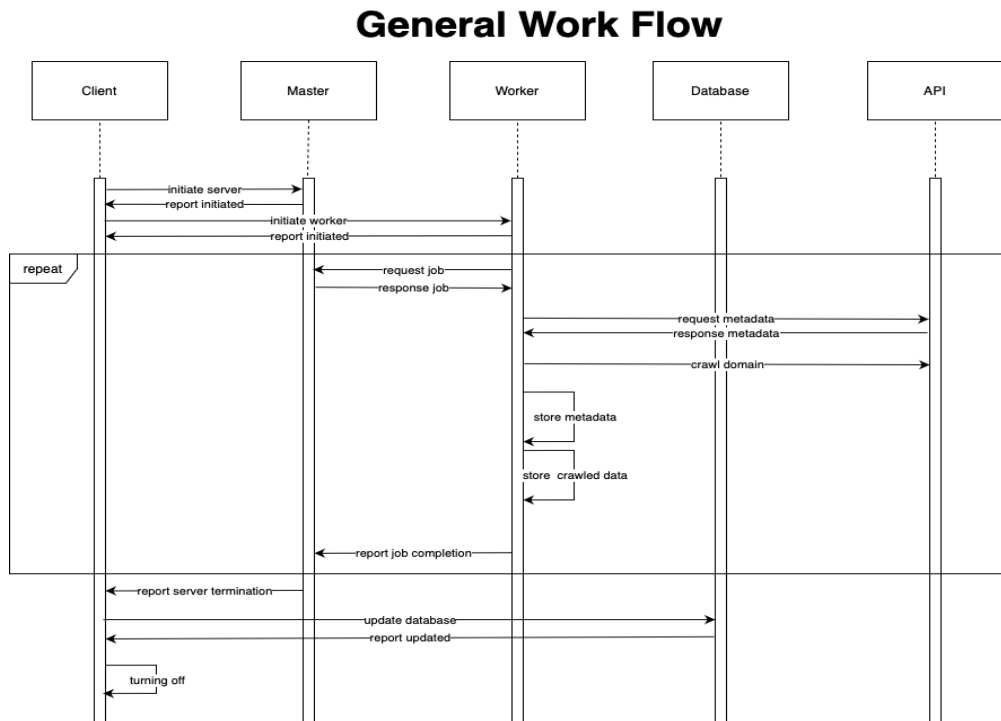 General Work Flow
Client
Master
Worker
Database
API
initiate server
report initiated
initiate worker
report initiated
repeat
request job
response job
request metadata
response metadata
crawl domain
store metadata
store crawled data
report job completion
report server termination
update database
report updated
turning off